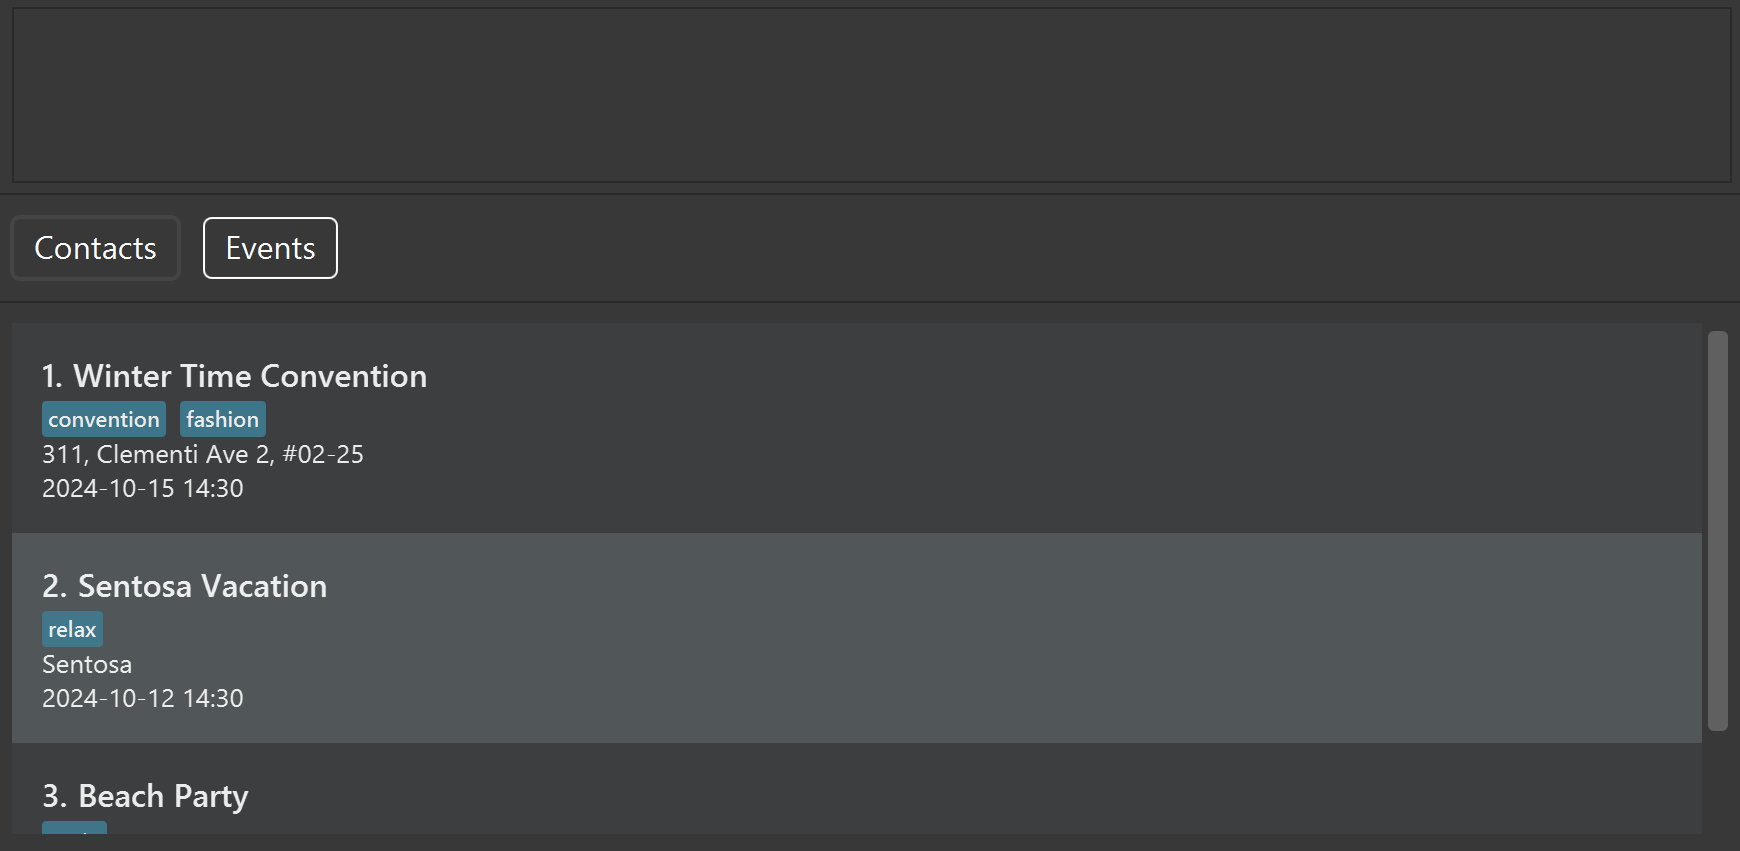 Contacts Events
1. Winter Time Convention
convention fashion
311, Clementi Ave 2, #02-25
2024-10-15 14:30
2. Sentosa Vacation
relax
Sentosa
2024-10-12 14:30
3. Beach Party